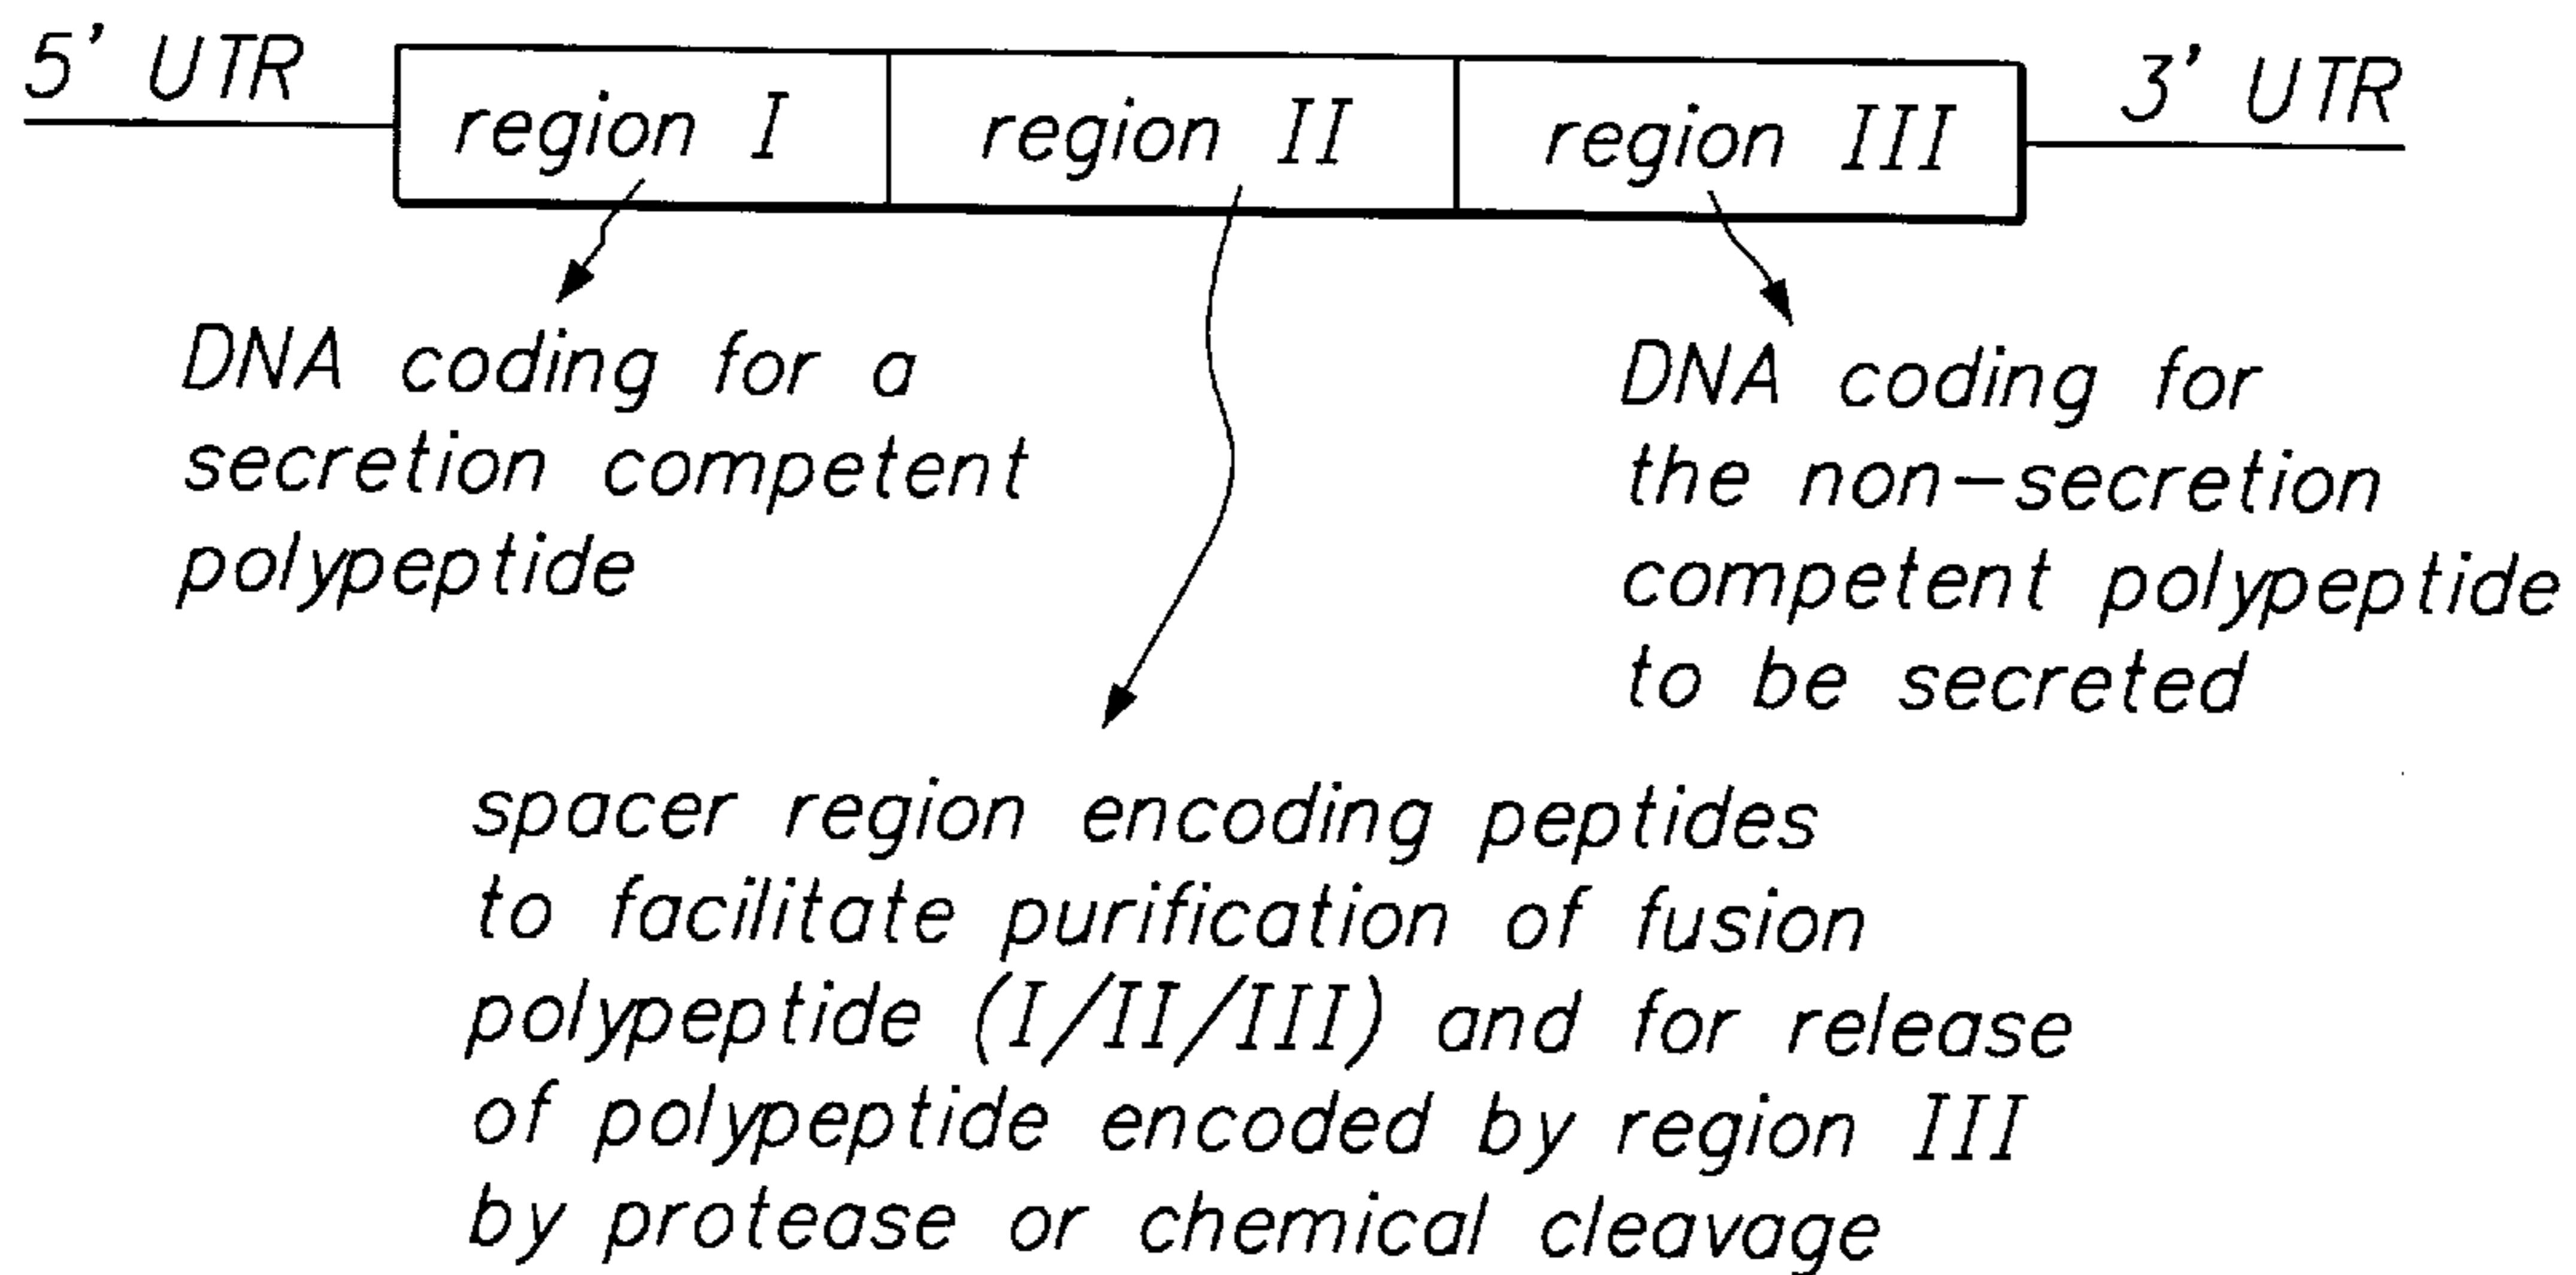 5' UTR
region I
region II
region III
3' UTR
DNA coding for a
secretion competent
polypeptide
DNA coding for
the non-secretion
competent polypeptide
to be secreted
spacer region encoding peptides
to facilitate purification of fusion
polypeptide (I/II/III) and for release
of polypeptide encoded by region III
by protease or chemical cleavage